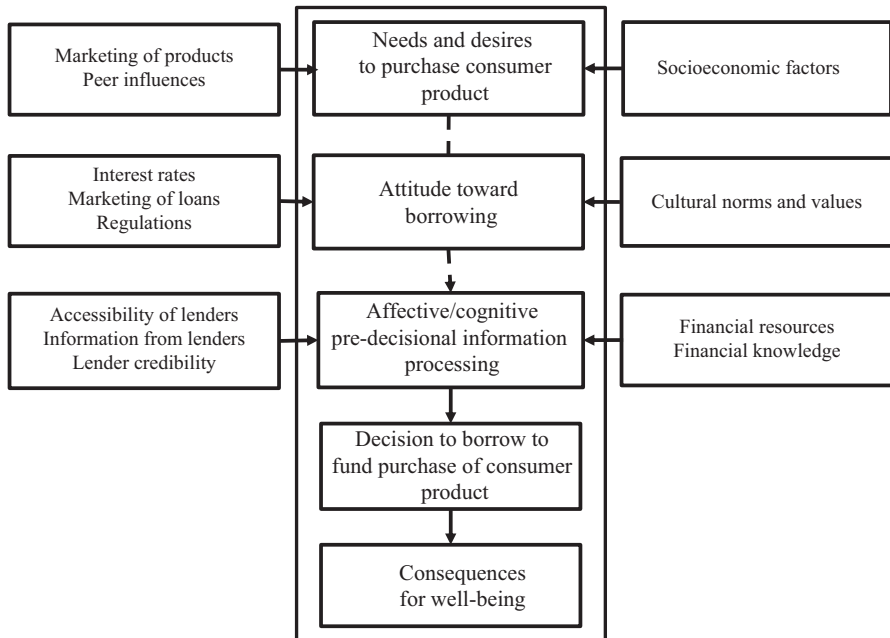 Marketing of products
Peer influences
Needs and desires
to purchase consumer
product
Socioeconomic factors
Interest rates
Marketing of loans
Regulations
Attitude toward
borrowing
Cultural norms and values
Accessibility of lenders
Information from lenders
Lender credibility
Affective/cognitive
pre-decisional information
processing
Financial resources
Financial knowledge
Decision to borrow to
fund purchase of consumer
product
Consequences
for well-being